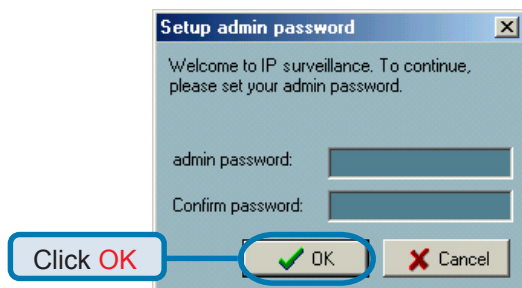 Setup admin password
Welcome to IP surveillance. To continue,
please set your admin password.
admin password:
Confirm password:
Click OK
OK
Cancel